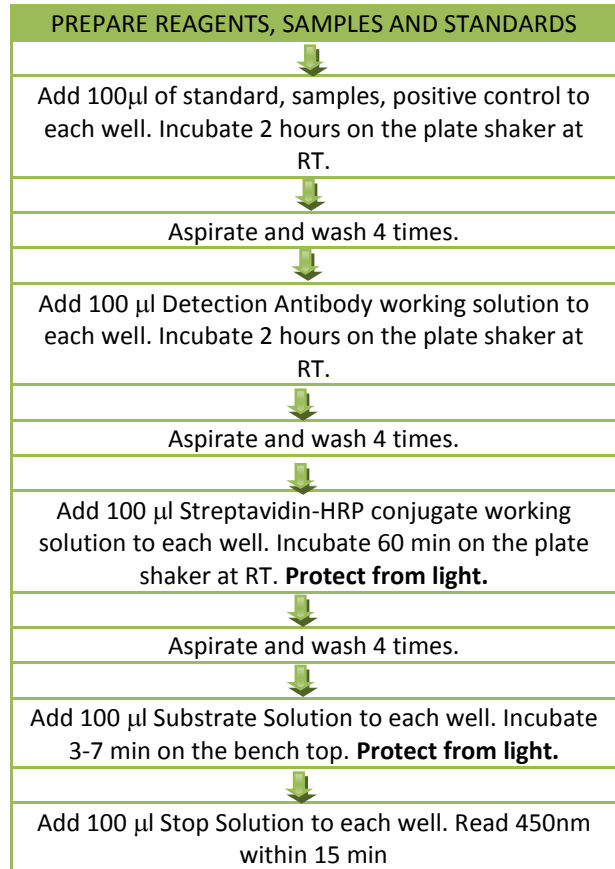 PREPARE REAGENTS, SAMPLES AND STANDARDS
Add 100µl of standard, samples, positive control to
each well. Incubate 2 hours on the plate shaker at
RT.
Aspirate and wash 4 times.
Add 100 µl Detection Antibody working solution to
each well. Incubate 2 hours on the plate shaker at
RT.
Aspirate and wash 4 times.
Add 100 µl Streptavidin-HRP conjugate working
solution to each well. Incubate 60 min on the plate
shaker at RT. Protect from light.
Aspirate and wash 4 times.
Add 100 µl Substrate Solution to each well. Incubate
3-7 min on the bench top. Protect from light.
Add 100 µl Stop Solution to each well. Read 450nm
within 15 min